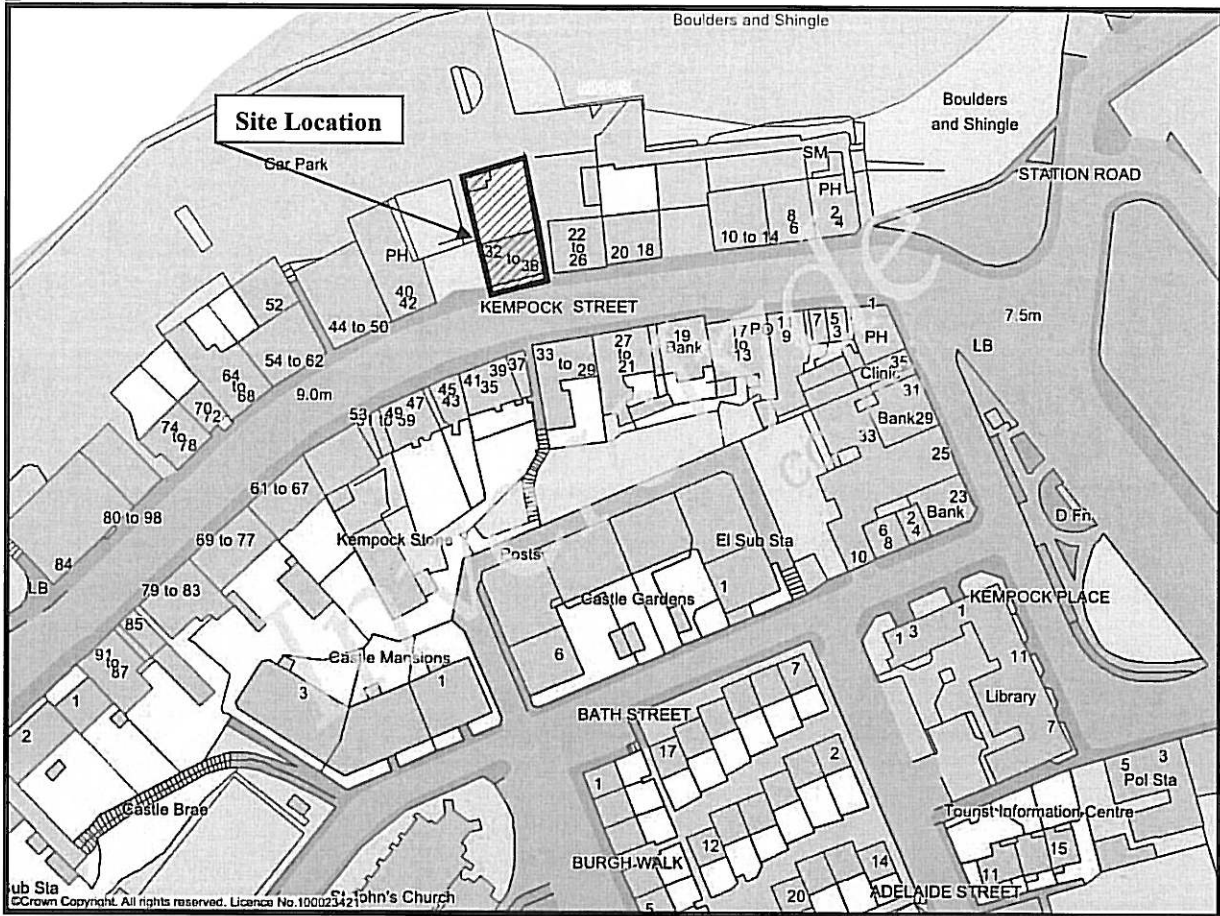 Boulders and Shingle
Boulders
and Shingle
Site Location
Car Park
SM
PH
2
4
STATION ROAD
8
6
10 to 14
22
to
26
20 18
32 to 38
PH
40
42
KEMPOCK STREET
52
44 to 50
54 to 62
64
to
68
70
72
74
to
78
9.0m
80 to 98
84
LB
1
7.5m
LB
PH
5
3
7
11
9
PO
17
to
13
19
Bank
27
to
21
33 to 29
37
39
41
35
45
43
47
49
53
51 to 59
61 to 67
69 to 77
79 to 83
85
91
to
87
1
2
35
Clinic
31
Bank29
33
25
23
Bank
2
4
6
8
10
D Fn
Kempock Stone
Posts
El Sub Sta
1
Castle Gardens
6
KEMPOCK PLACE
1
3
1
11
Library
7
Castle Mansions
3
1
BATH STREET
7
17
2
1
12
BURGH WALK
5
20
14
3
5
Pol Sta
Tourist Information Centre
15
11
ADELAIDE STREET
Castle Brae
Sub Sta
St John's Church
©Crown Copyright. All rights reserved. Licence No.100023421
Inverclyde